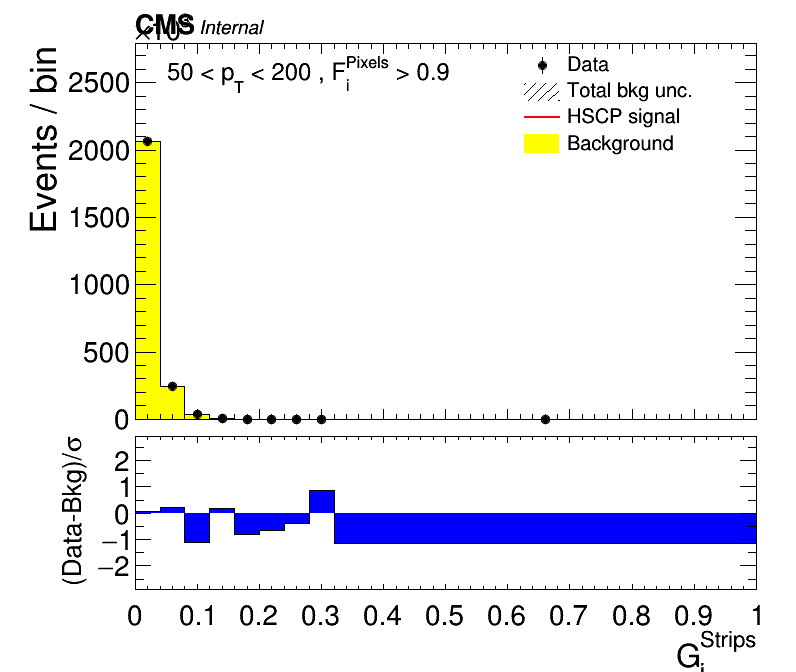 CMS Internal
×10³
50 < p_T < 200 , F_i^Pixels > 0.9
Data
Total bkg unc.
HSCP signal
Background
Events / bin
2500
2000
1500
1000
500
0
(Data-Bkg)/σ
2
1
0
−1
−2
0 0.1 0.2 0.3 0.4 0.5 0.6 0.7 0.8 0.9 1
G_i^Strips